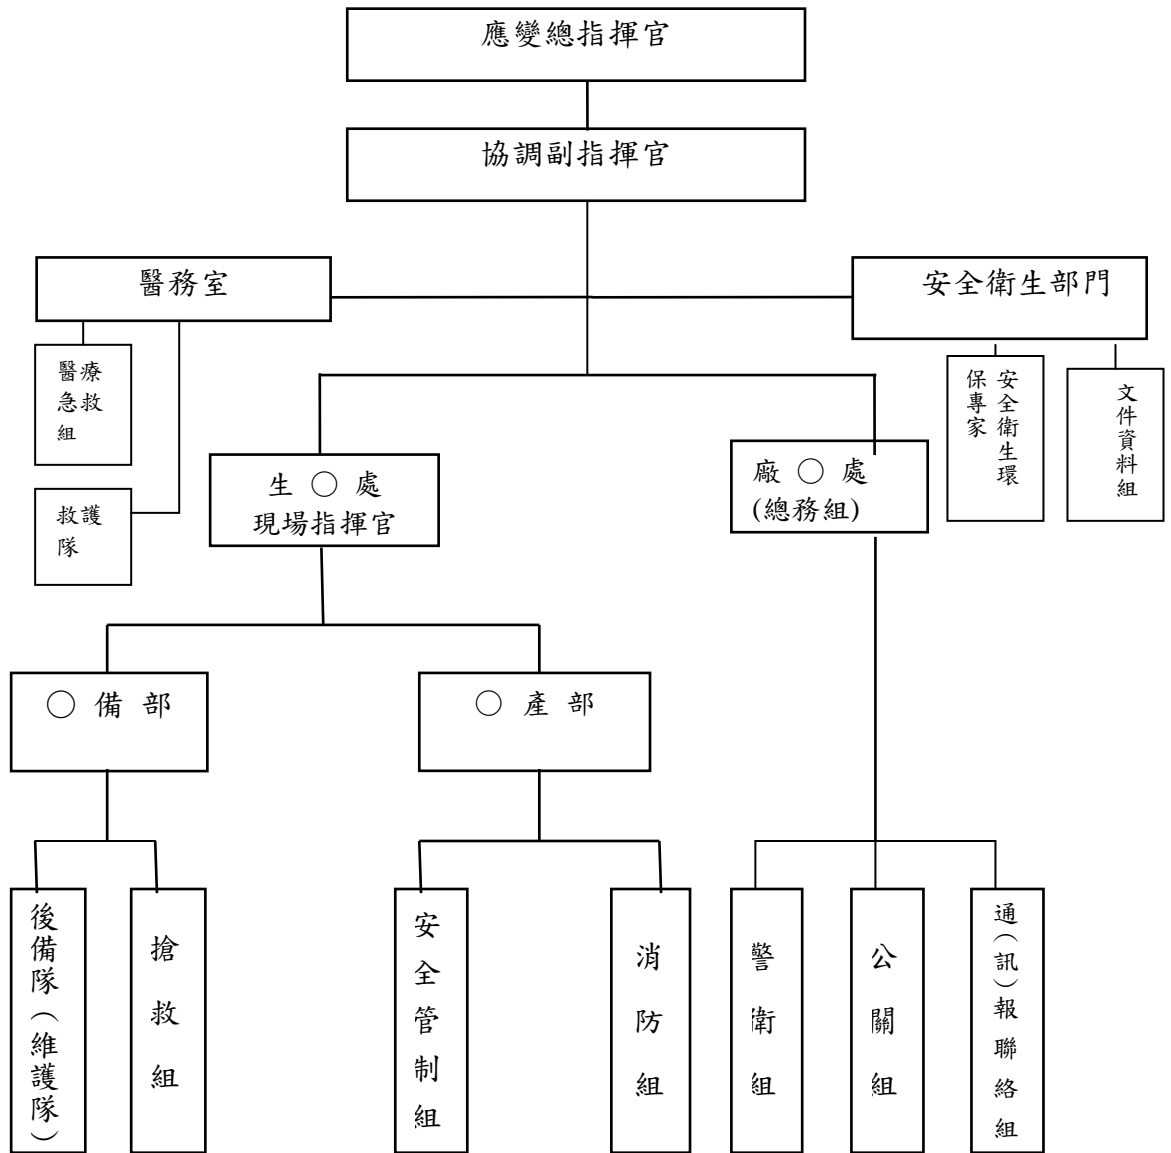 應變總指揮官
協調副指揮官
醫務室
安全衛生部門
醫療
急救
組
救護
隊
安全衛生環
保專家
文件資料組
生○處
現場指揮官
廠○處
(總務組)
○備部
○產部
後備隊（維護隊）
搶救組
安全管制組
消防組
警衛組
公關組
通（訊）報聯絡組